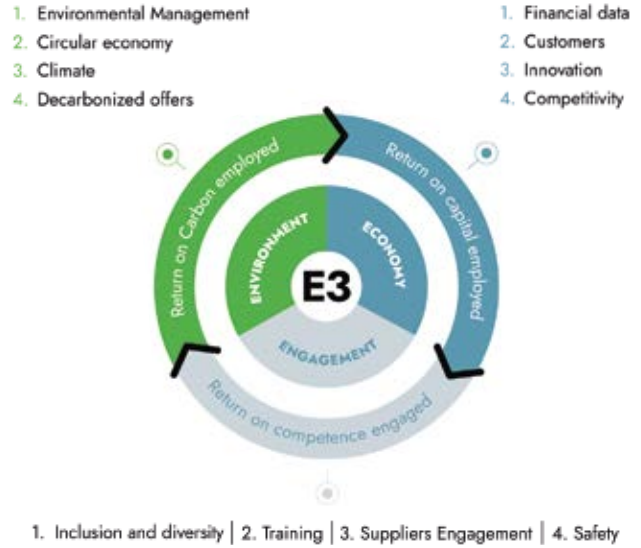 1. Environmental Management
2. Circular economy
3. Climate
4. Decarbonized offers
1. Financial data
2. Customers
3. Innovation
4. Competitivity
Return on Carbon employed
Return on capital employed
ENVIRONMENT
ECONOMY
E3
ENGAGEMENT
Return on competence engaged
1. Inclusion and diversity | 2. Training | 3. Suppliers Engagement | 4. Safety